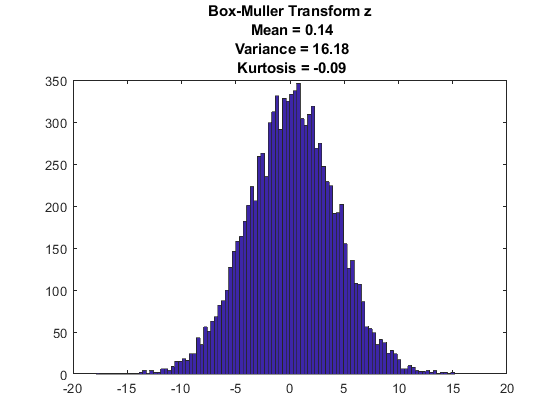 Box-Muller Transform z
Mean = 0.14
Variance = 16.18
Kurtosis = -0.09
350
300
250
200
150
100
50
0
-20 -15 -10 -5 0 5 10 15 20